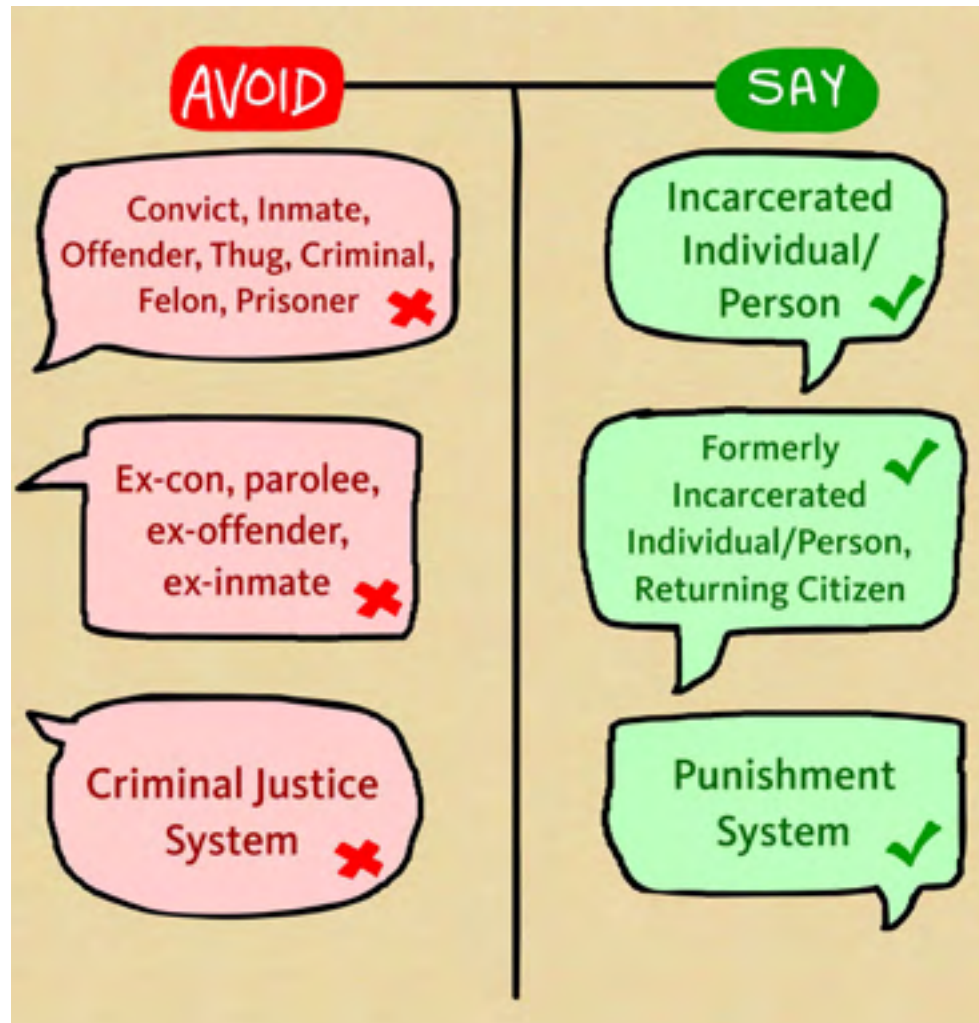 AVOID
SAY
Convict, Inmate,
Offender, Thug, Criminal,
Felon, Prisoner
Incarcerated
Individual/
Person
Ex-con, parolee,
ex-offender,
ex-inmate
Formerly
Incarcerated
Individual/Person,
Returning Citizen
Criminal Justice
System
Punishment
System